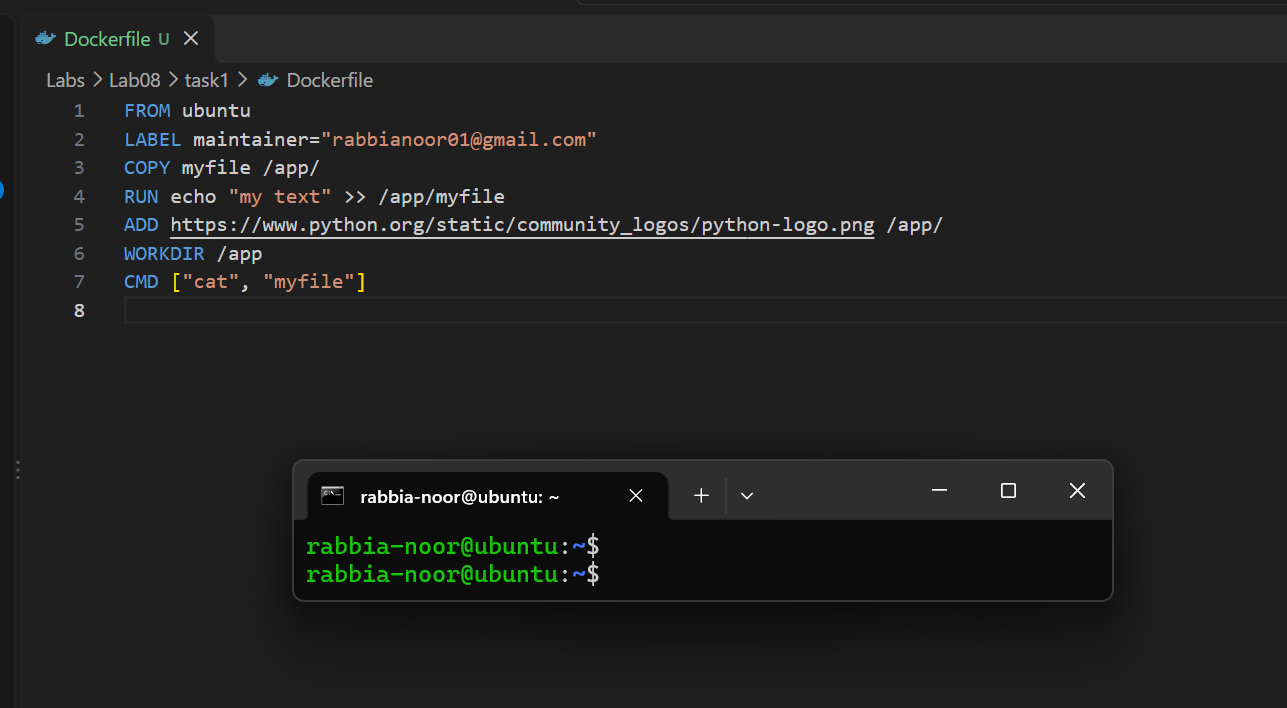 Dockerfile U
Labs > Lab08 > task1 > Dockerfile
1 FROM ubuntu
2 LABEL maintainer="rabbianoor01@gmail.com"
3 COPY myfile /app/
4 RUN echo "my text" >> /app/myfile
5 ADD https://www.python.org/static/community_logos/python-logo.png /app/
6 WORKDIR /app
7 CMD ["cat", "myfile"]
8
rabbia-noor@ubuntu: ~
rabbia-noor@ubuntu:~$
rabbia-noor@ubuntu:~$